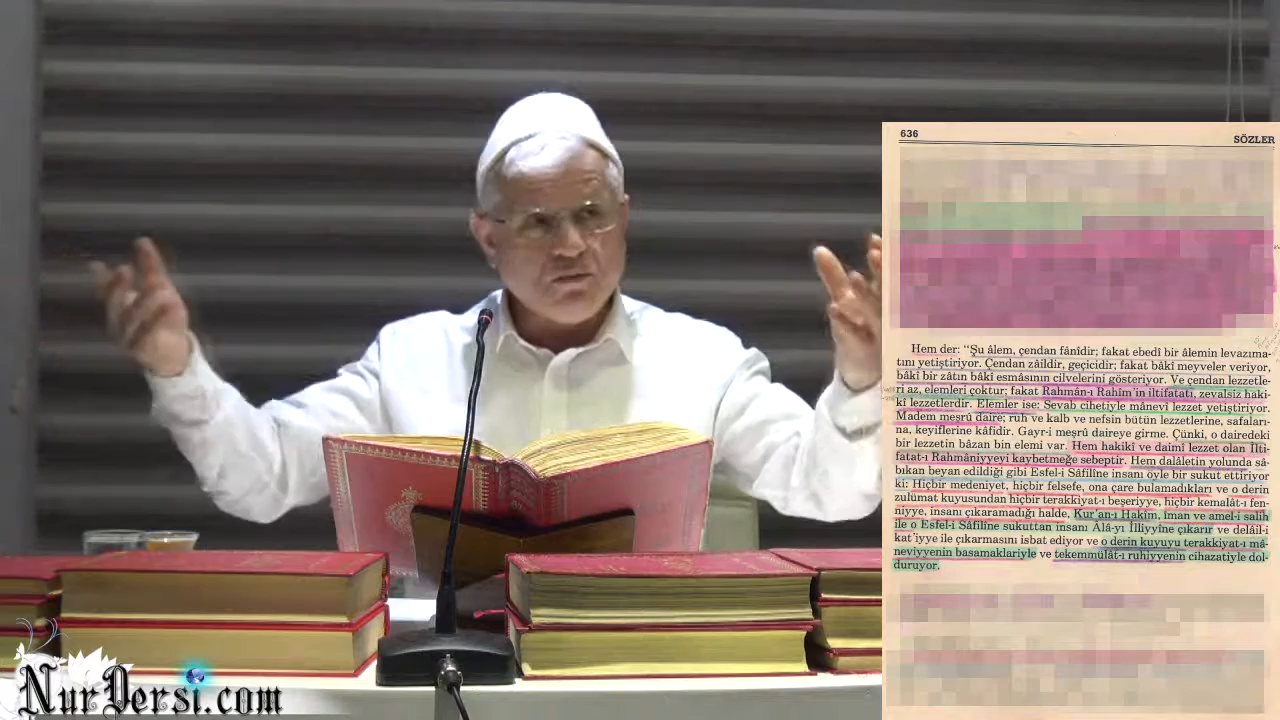 636
SÖZLER
Hem der: "Şu âlem, çendan fânîdir; fakat ebedî bir âlemin levazıma-
tını yetiştiriyor. Çendan zâildir, geçicidir; fakat bâki meyveler veriyor,
bâki bir zâtın bâki esmâsının cilvelerini gösteriyor. Ve çendan lezzetle-
ri az, elemleri çoktur; fakat Rahmân-ı Rahîm'in iltifatatı, zevalsiz haki-
kî lezzetlerdir. Elemler ise: Sevab cihetiyle mânevî lezzet yetiştiriyor.
Madem meşrû daire; ruh ve kalb ve nefsin bütün lezzetlerine, safaları-
na, keyiflerine kâfidir. Gayr-i meşrû daireye girme. Çünki, o dairedeki
bir lezzetin bâzan bin elemi var. Hem hakikî ve daimî lezzet olan İlti-
fatat-ı Rahmâniyyeyi kaybetmeğe sebeptir. Hem dalâletin yolunda sâ-
bıkan beyan edildiği gibi Esfel-i Sâfilîne insanı öyle bir sukut ettiriyor
ki: Hiçbir medeniyet, hiçbir felsefe, ona çare bulamadıkları ve o derin
zulümat kuyusundan hiçbir terakkiyat-ı beşeriyye, hiçbir kemalât-ı fen-
niyye, insanı çıkaramadığı halde, Kur'an-ı Hakîm, iman ve amel-i salih
ile o Esfel-i Sâfilîne sukuttan insanı Âlâ-yı İlliyyîne çıkarır ve delâil-i
kat'iyye ile çıkarmasını isbat ediyor ve o derin kuyuyu terakkiyat-ı mâ-
neviyyenin basamaklariyle ve tekemmülât-ı ruhiyyenin cihazatiyle dol-
duruyor.
NurDersi.com